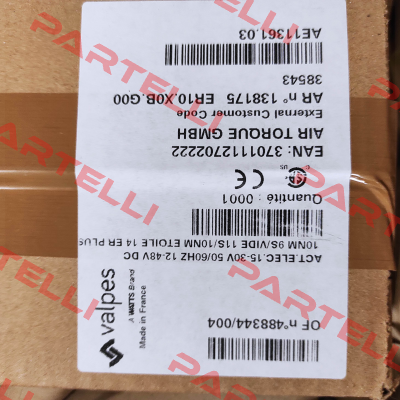 AE11361.03
38543
AR n° 138175 ER10.X0B.G00
External Customer Code
AIR TORQUE GMBH
EAN: 3701112702222
Quantité : 0001
10NM 9S/VIDE 11S/10NM ETOILE 14 ER PLUS
ACT.ELEC.15-30V 50/60HZ 12-48V DC
valpes
A WATTS Brand
Made in France
OF n°488344/004
PARTELLI
PARTELLI
PARTELLI
PARTELLI